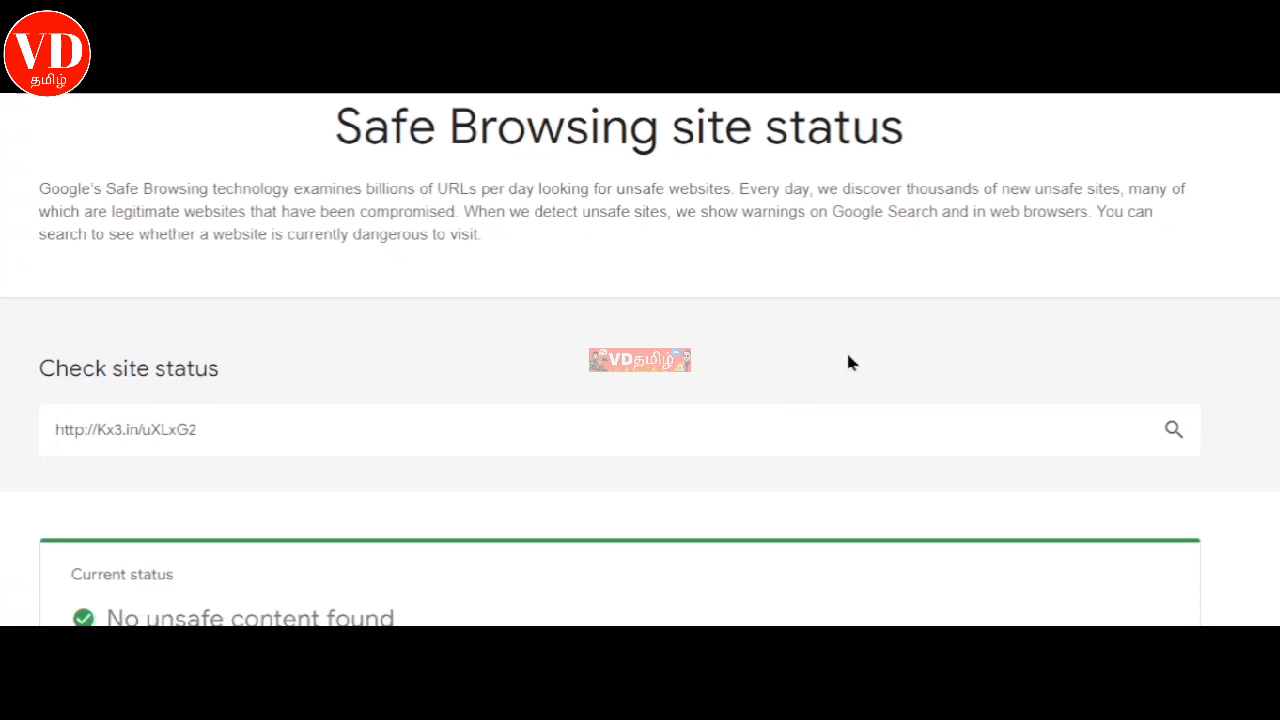 VD
தமிழ்
Safe Browsing site status
Google's Safe Browsing technology examines billions of URLs per day looking for unsafe websites. Every day, we discover thousands of new unsafe sites, many of
which are legitimate websites that have been compromised. When we detect unsafe sites, we show warnings on Google Search and in web browsers. You can
search to see whether a website is currently dangerous to visit.
VDதமிழ்
Check site status
http://Kx3.in/uXLxG2
Current status
No unsafe content found